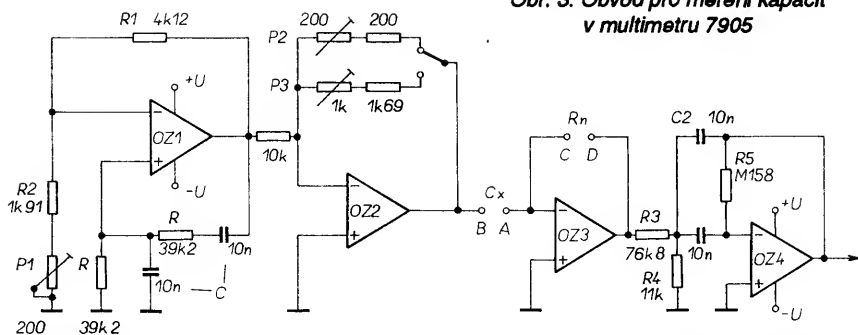 Obr. 3. Obvod pro měření kapacit
v multimetru 7905
R1 4k12
P2
200
200
P3
1k
1k69
+U
-
OZ1
+
-U
10k
R2
1k91
R
39k2
10n
P1
R
10n
C
200
39k2
-
OZ2
+
Cx
B A
Rn
C D
-
OZ3
+
R3
76k8
R4
11k
C2 10n
R5
M158
10n
+U
-
OZ4
+
-U